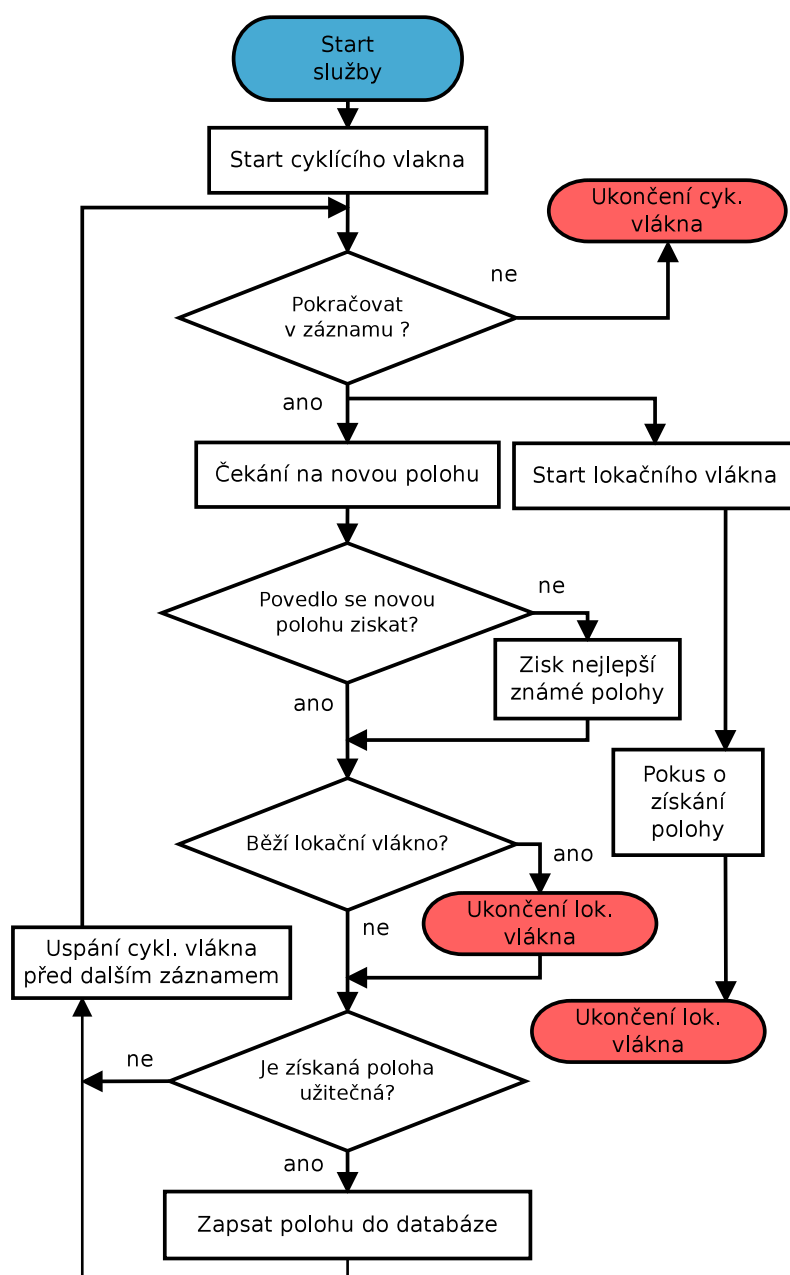 Start
služby
Start cyklícího vlakna
Ukončení cyk.
vlákna
ne
Pokračovat
v záznamu ?
ano
Čekání na novou polohu
Start lokačního vlákna
ne
Povedlo se novou
polohu ziskat?
Zisk nejlepší
známé polohy
ano
Pokus o
získání
polohy
Běží lokační vlákno?
ano
Ukončení lok.
vlákna
ne
Uspání cykl. vlákna
před dalším záznamem
Ukončení lok.
vlákna
ne
Je získaná poloha
užitečná?
ano
Zapsat polohu do databáze